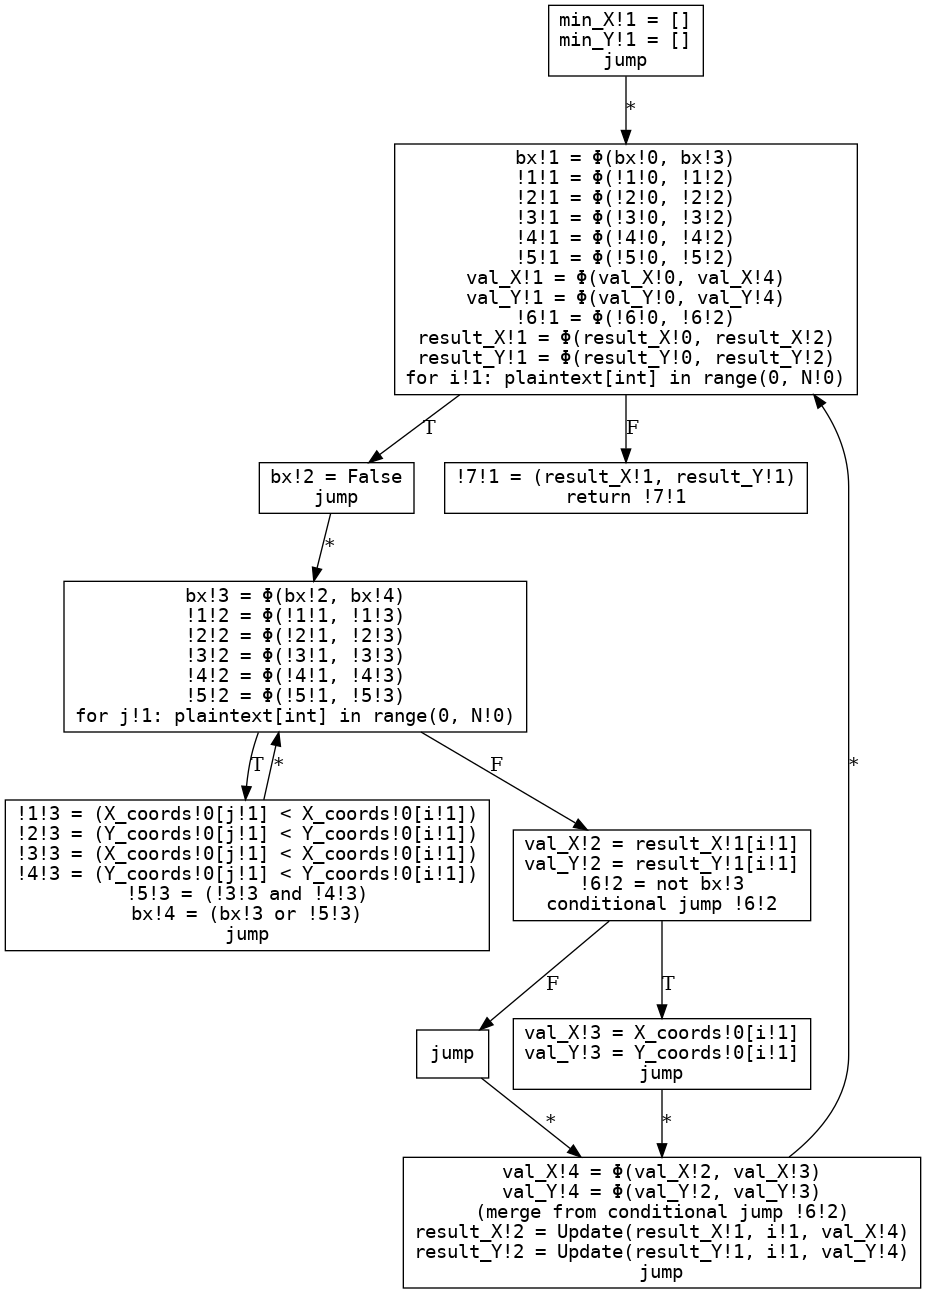 min_X!1 = []
min_Y!1 = []
jump
*
bx!1 = Φ(bx!0, bx!3)
!1!1 = Φ(!1!0, !1!2)
!2!1 = Φ(!2!0, !2!2)
!3!1 = Φ(!3!0, !3!2)
!4!1 = Φ(!4!0, !4!2)
!5!1 = Φ(!5!0, !5!2)
val_X!1 = Φ(val_X!0, val_X!4)
val_Y!1 = Φ(val_Y!0, val_Y!4)
!6!1 = Φ(!6!0, !6!2)
result_X!1 = Φ(result_X!0, result_X!2)
result_Y!1 = Φ(result_Y!0, result_Y!2)
for i!1: plaintext[int] in range(0, N!0)
T
F
bx!2 = False
jump
!7!1 = (result_X!1, result_Y!1)
return !7!1
*
bx!3 = Φ(bx!2, bx!4)
!1!2 = Φ(!1!1, !1!3)
!2!2 = Φ(!2!1, !2!3)
!3!2 = Φ(!3!1, !3!3)
!4!2 = Φ(!4!1, !4!3)
!5!2 = Φ(!5!1, !5!3)
for j!1: plaintext[int] in range(0, N!0)
T
*
F
*
!1!3 = (X_coords!0[j!1] < X_coords!0[i!1])
!2!3 = (Y_coords!0[j!1] < Y_coords!0[i!1])
!3!3 = (X_coords!0[j!1] < X_coords!0[i!1])
!4!3 = (Y_coords!0[j!1] < Y_coords!0[i!1])
!5!3 = (!3!3 and !4!3)
bx!4 = (bx!3 or !5!3)
jump
val_X!2 = result_X!1[i!1]
val_Y!2 = result_Y!1[i!1]
!6!2 = not bx!3
conditional jump !6!2
F
T
jump
val_X!3 = X_coords!0[i!1]
val_Y!3 = Y_coords!0[i!1]
jump
*
*
val_X!4 = Φ(val_X!2, val_X!3)
val_Y!4 = Φ(val_Y!2, val_Y!3)
(merge from conditional jump !6!2)
result_X!2 = Update(result_X!1, i!1, val_X!4)
result_Y!2 = Update(result_Y!1, i!1, val_Y!4)
jump